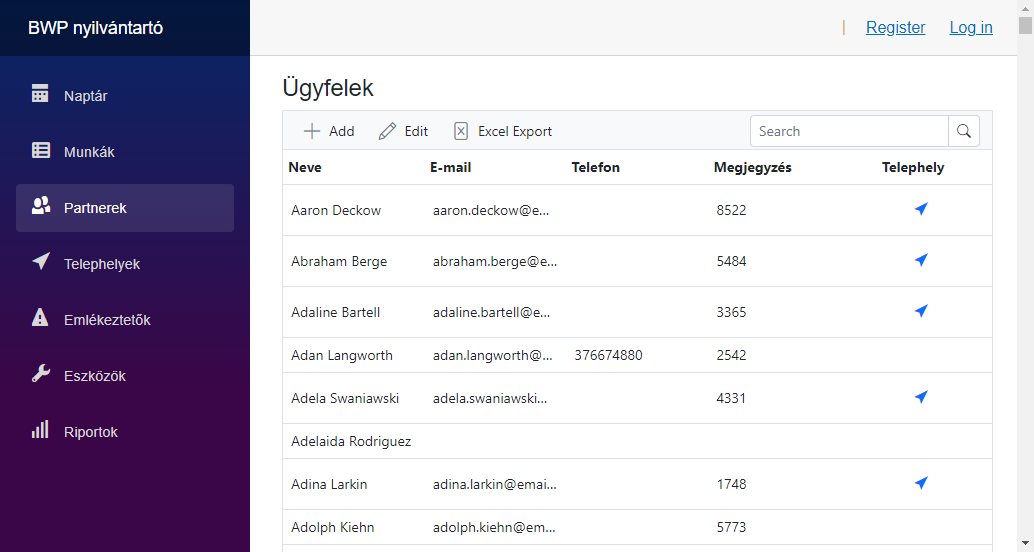 BWP nyilvántartó
| Register Log in
Naptár
Munkák
Partnerek
Telephelyek
Emlékeztetők
Eszközök
Riportok
Ügyfelek
Add Edit Excel Export Search
Neve E-mail Telefon Megjegyzés Telephely
Aaron Deckow aaron.deckow@e... 8522
Abraham Berge abraham.berge@e... 5484
Adaline Bartell adaline.bartell@e... 3365
Adan Langworth adan.langworth@... 376674880 2542
Adela Swaniawski adela.swaniawski... 4331
Adelaida Rodriguez
Adina Larkin adina.larkin@emai... 1748
Adolph Kiehn adolph.kiehn@em... 5773